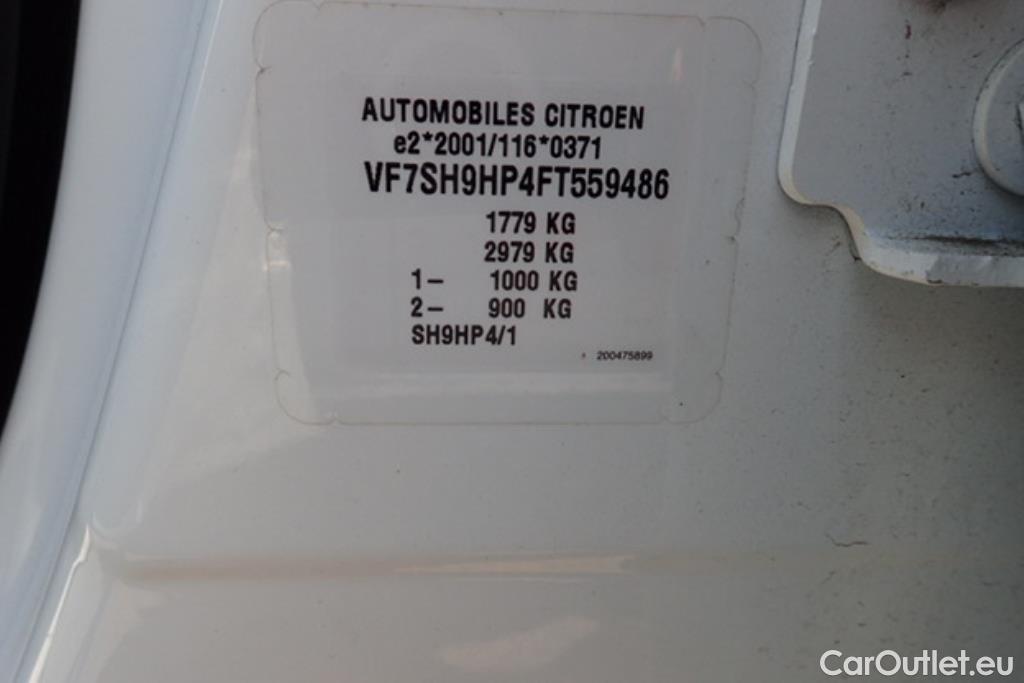 AUTOMOBILES CITROEN
e2*2001/116*0371
VF7SH9HP4FT559486
1779 KG
2979 KG
1- 1000 KG
2- 900 KG
SH9HP4/1
200475899
CarOutlet.eu